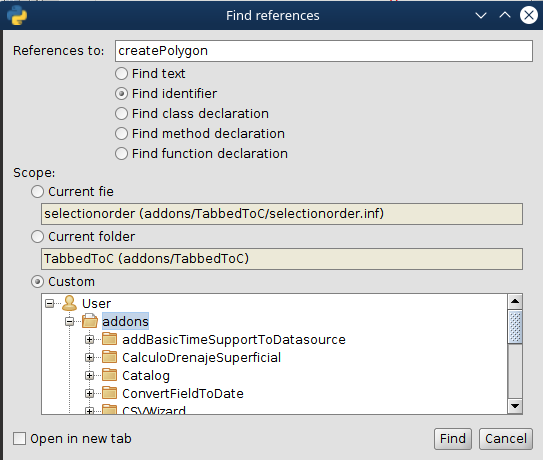 Find references
References to: createPolygon
Find text
Find identifier
Find class declaration
Find method declaration
Find function declaration
Scope:
Current fie
selectionorder (addons/TabbedToC/selectionorder.inf)
Current folder
TabbedToC (addons/TabbedToC)
Custom
User
addons
addBasicTimeSupportToDatasource
CalculoDrenajeSuperficial
Catalog
ConvertFieldToDate
CSVWizard
Open in new tab
Find Cancel